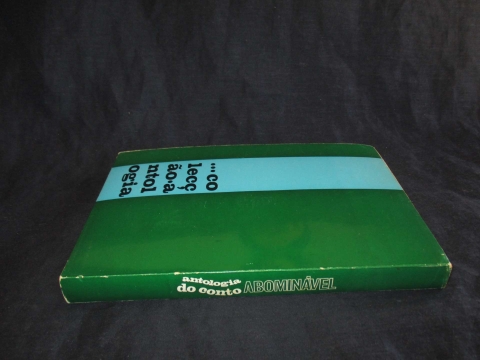 ...co
lecç
ão-a
ntol
ogia
antologia
do conto ABOMINÁVEL